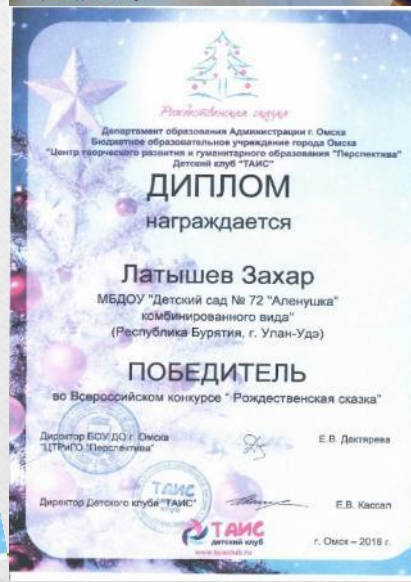 Рождественская сказка
Департамент образования Администрации г. Омска
Бюджетное образовательное учреждение города Омска
"Центр творческого развития и гуманитарного образования "Перспектива"
Детский клуб "ТАИС"
ДИПЛОМ
награждается
Латышев Захар
МБДОУ "Детский сад № 72 "Аленушка"
комбинированного вида"
(Республика Бурятия, г. Улан-Удэ)
ПОБЕДИТЕЛЬ
во Всероссийском конкурсе " Рождественская сказка"
Директор БОУ ДО г. Омска
"ЦТРиГО "Перспектива"
Е.В. Дектярева
ТАИС
Директор Детского клуба "ТАИС"
Е.В. Кассал
ТАИС
детский клуб
г. Омск – 2016 г.
www.taisclub.ru